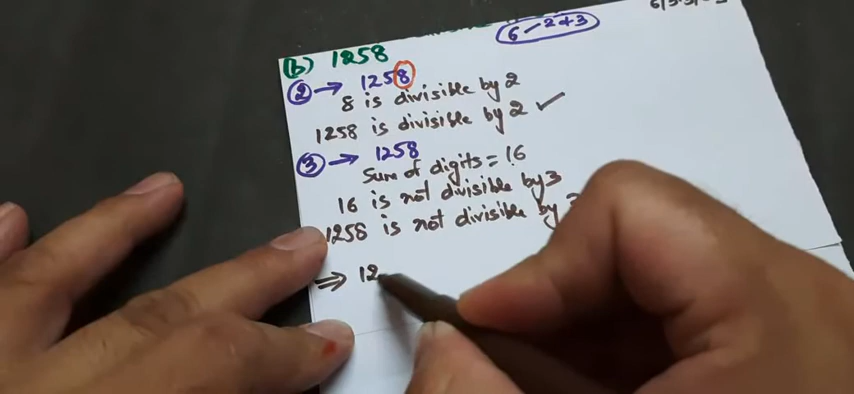 6 - 2 + 3
(b) 1258
2 → 1258
8 is divisible by 2
1258 is divisible by 2 ✓
3 → 1258
Sum of digits = 16
16 is not divisible by 3
1258 is not divisible by
⇒ 12